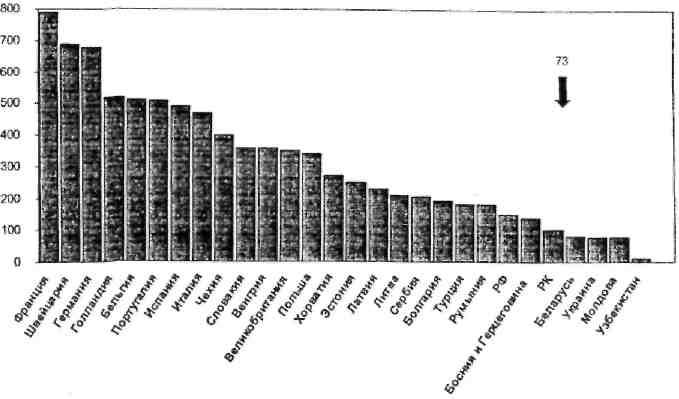 800
700
73
600
500
400
300
200
100
0
Франция
Швейцария
Германия
Голландия
Бельгия
Португалия
Испания
Италия
Чехия
Словакия
Венгрия
Великобритания
Польша
Хорватия
Эстония
Латвия
Литва
Сербия
Болгария
Турция
Румыния
РФ
Босния и Герцеговина
РК
Беларусь
Украина
Молдова
Узбекистан